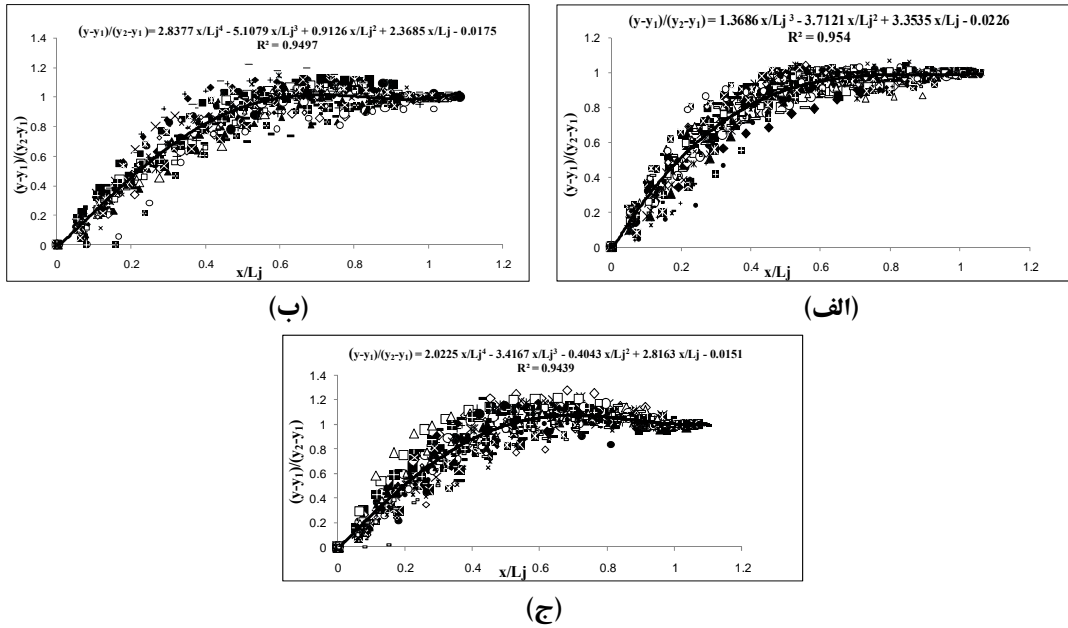 (y-y₁)/(y₂-y₁) = 1.3686 x/Lj ³ - 3.7121 x/Lj² + 3.3535 x/Lj - 0.0226
R² = 0.954
(y-y₁)/(y₂-y₁)
1.2
1
0.8
0.6
0.4
0.2
0
0 0.2 0.4 0.6 0.8 1 1.2
x/Lj
(الف)
(y-y₁)/(y₂-y₁) = 2.8377 x/Lj⁴ - 5.1079 x/Lj³ + 0.9126 x/Lj² + 2.3685 x/Lj - 0.0175
R² = 0.9497
(y-y₁)/(y₂-y₁)
1.4
1.2
1
0.8
0.6
0.4
0.2
0
0 0.2 0.4 0.6 0.8 1 1.2
x/Lj
(ب)
(y-y₁)/(y₂-y₁) = 2.0225 x/Lj⁴ - 3.4167 x/Lj³ - 0.4043 x/Lj² + 2.8163 x/Lj - 0.0151
R² = 0.9439
(y-y₁)/(y₂-y₁)
1.4
1.2
1
0.8
0.6
0.4
0.2
0
0 0.2 0.4 0.6 0.8 1 1.2
x/Lj
(ج)